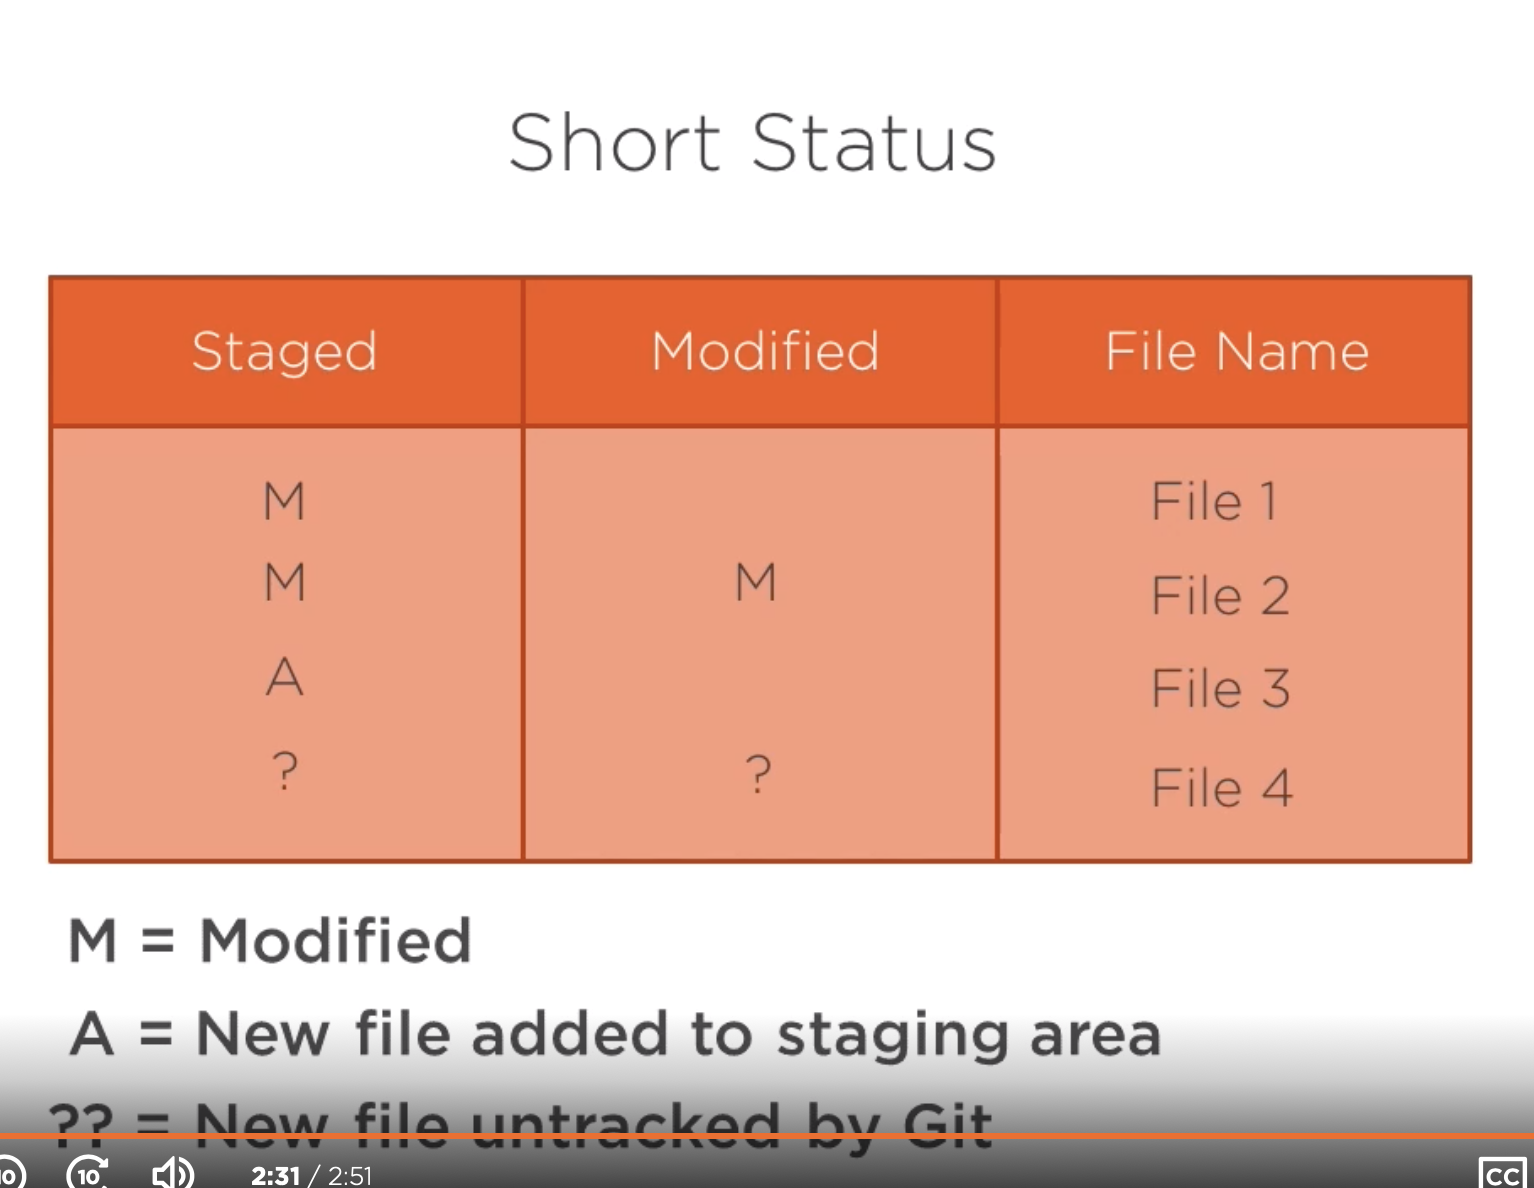 Short Status
Staged Modified File Name
M File 1
M M File 2
A File 3
? ? File 4
M = Modified
A = New file added to staging area
?? = New file untracked by Git
10 10 2:31 / 2:51 CC